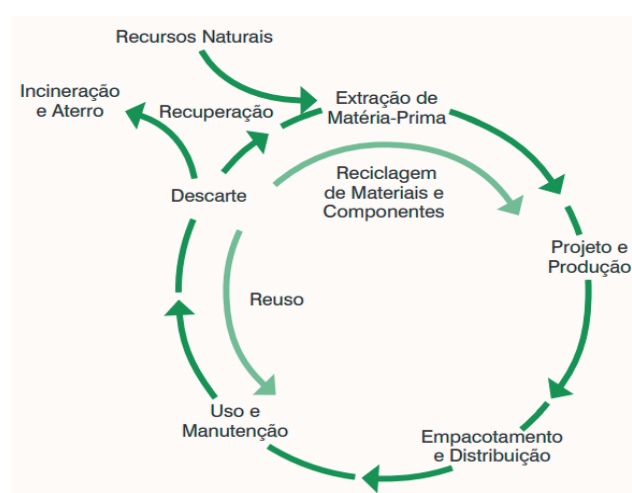 Recursos Naturais
Incineração
e Aterro
Recuperação
Extração de
Matéria-Prima
Descarte
Reciclagem
de Materiais e
Componentes
Projeto e
Produção
Reuso
Uso e
Manutenção
Empacotamento
e Distribuição